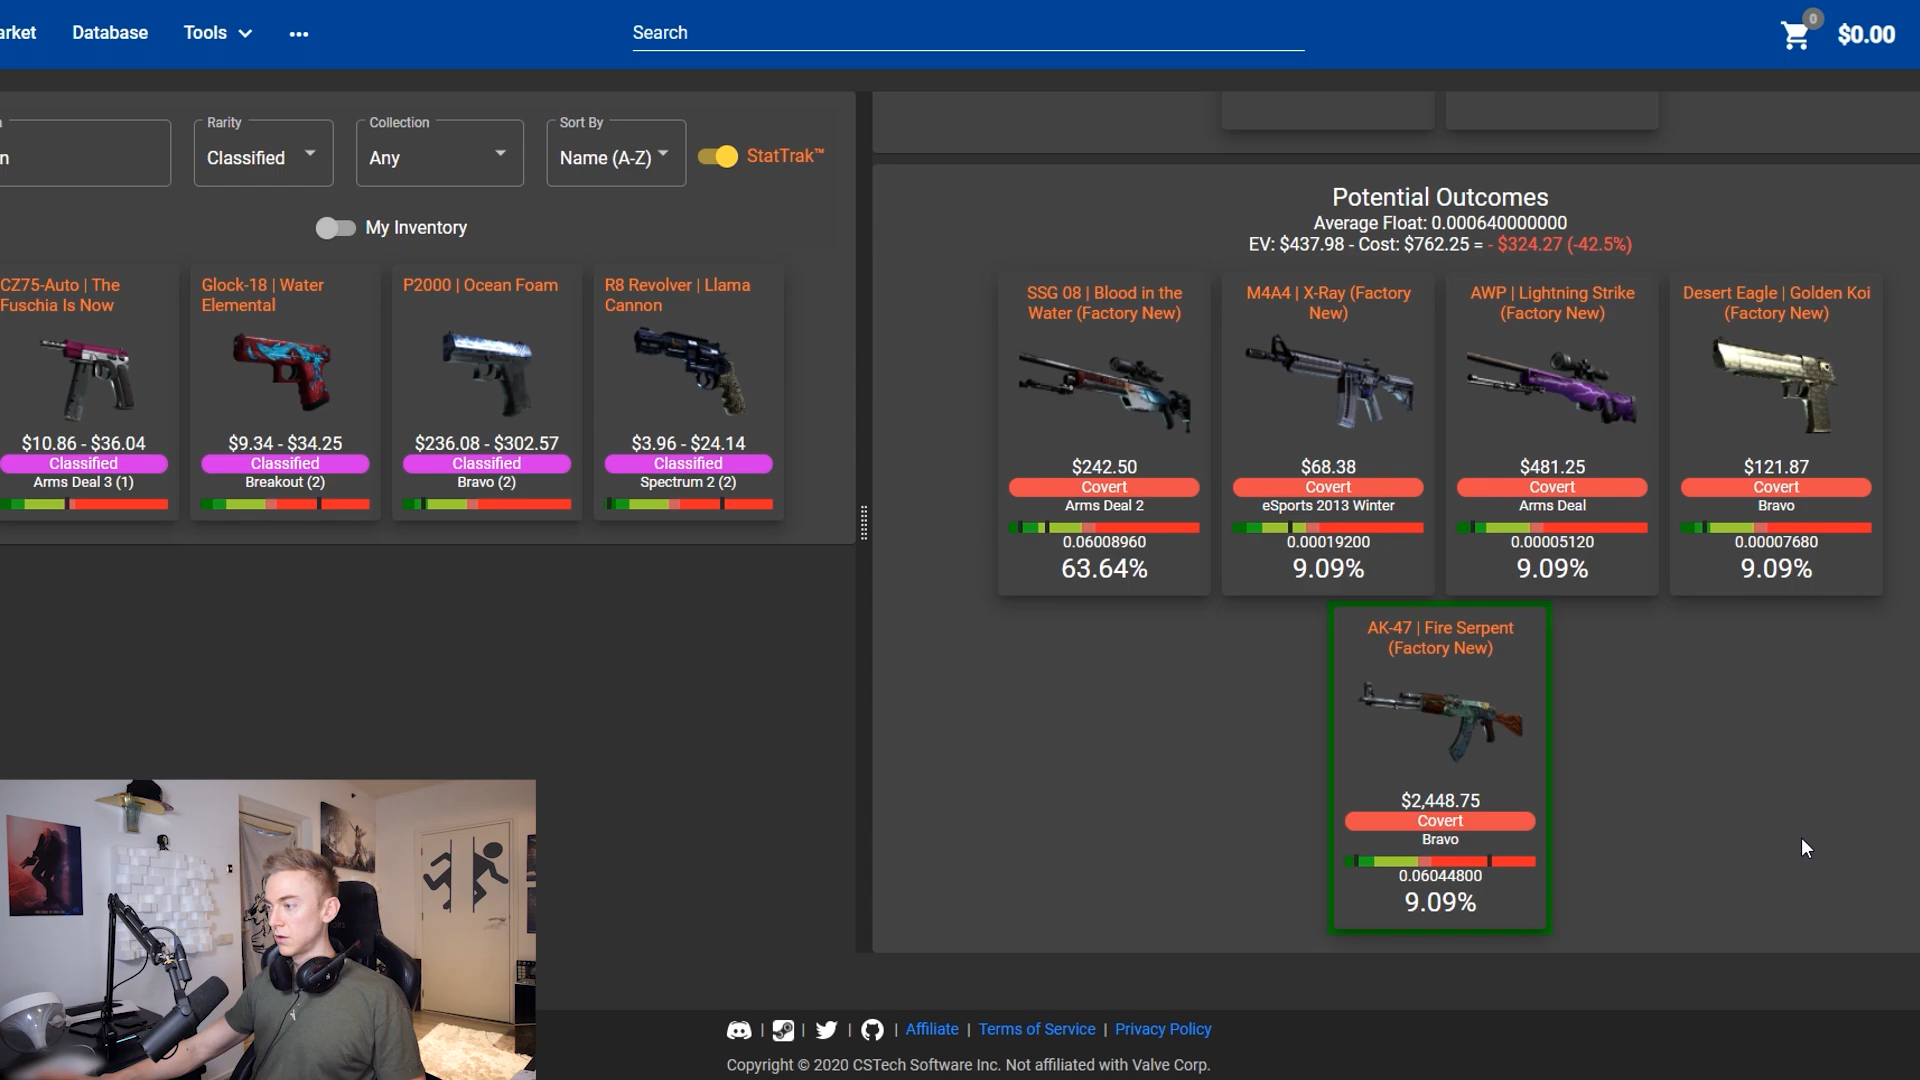 arket
Database
Tools
Search
0
$0.00
n
Rarity
Classified
Collection
Any
Sort By
Name (A-Z)
StatTrak™
My Inventory
CZ75-Auto | The
Fuschia Is Now
$10.86 - $36.04
Classified
Arms Deal 3 (1)
Glock-18 | Water
Elemental
$9.34 - $34.25
Classified
Breakout (2)
P2000 | Ocean Foam
$236.08 - $302.57
Classified
Bravo (2)
R8 Revolver | Llama
Cannon
$3.96 - $24.14
Classified
Spectrum 2 (2)
Potential Outcomes
Average Float: 0.000640000000
EV: $437.98 - Cost: $762.25 = - $324.27 (-42.5%)
SSG 08 | Blood in the
Water (Factory New)
$242.50
Covert
Arms Deal 2
0.06008960
63.64%
M4A4 | X-Ray (Factory
New)
$68.38
Covert
eSports 2013 Winter
0.00019200
9.09%
AWP | Lightning Strike
(Factory New)
$481.25
Covert
Arms Deal
0.00005120
9.09%
Desert Eagle | Golden Koi
(Factory New)
$121.87
Covert
Bravo
0.00007680
9.09%
AK-47 | Fire Serpent
(Factory New)
$2,448.75
Covert
Bravo
0.06044800
9.09%
| | | | Affiliate | Terms of Service | Privacy Policy
Copyright © 2020 CSTech Software Inc. Not affiliated with Valve Corp.